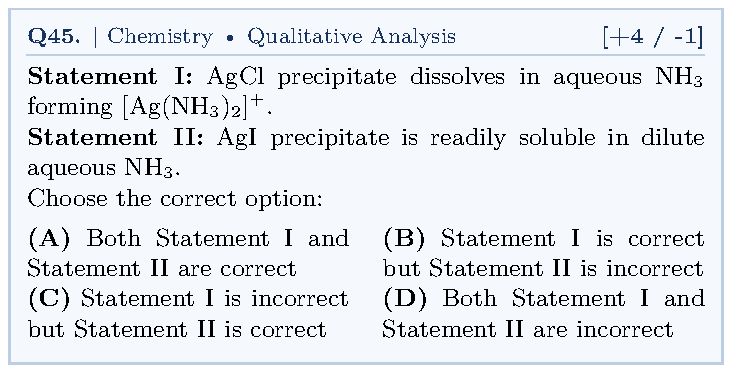 Q45. | Chemistry • Qualitative Analysis [+4 / -1]
Statement I: AgCl precipitate dissolves in aqueous NH₃
forming [Ag(NH₃)₂]⁺.
Statement II: AgI precipitate is readily soluble in dilute
aqueous NH₃.
Choose the correct option:
(A) Both Statement I and
Statement II are correct
(B) Statement I is correct
but Statement II is incorrect
(C) Statement I is incorrect
but Statement II is correct
(D) Both Statement I and
Statement II are incorrect